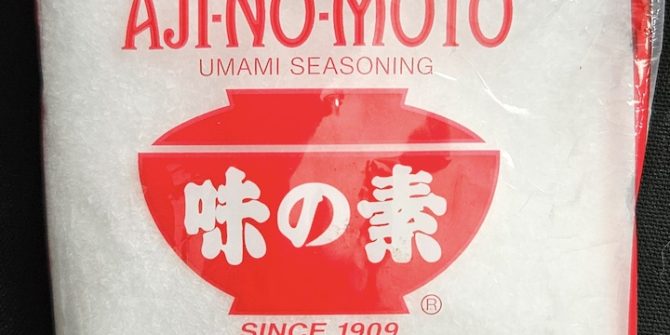 AJI-NO-MOTO
UMAMI SEASONING
味の素
®
SINCE 1909